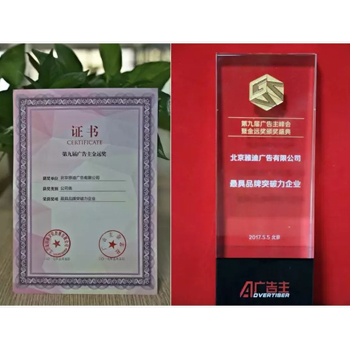 证书
CERTIFICATE
第九届广告主金远奖
北京雅迪广告有限公司
最具品牌突破力企业
第九届广告主峰会
暨金远奖颁奖盛典
北京雅迪广告有限公司
最具品牌突破力企业
2017.5.5 北京
广告主
ADVERTISER